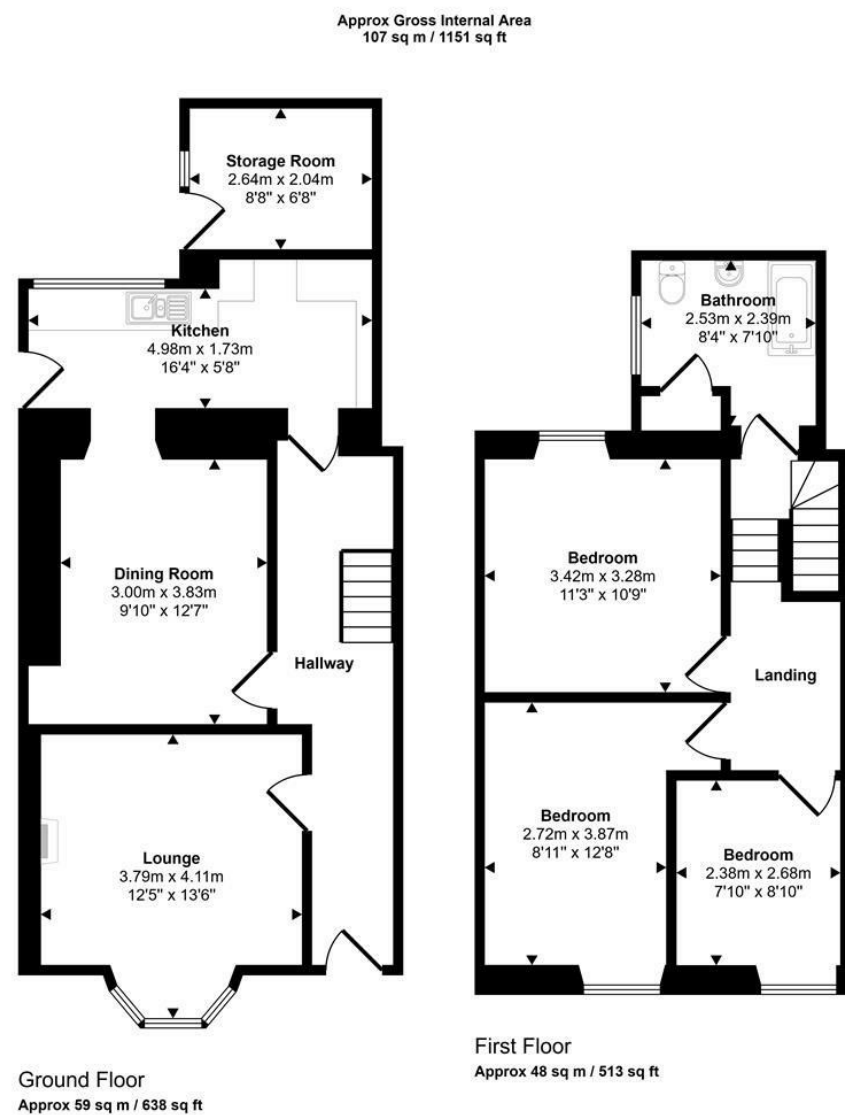 Approx Gross Internal Area
107 sq m / 1151 sq ft
Storage Room
2.64m x 2.04m
8'8" x 6'8"
Kitchen
4.98m x 1.73m
16'4" x 5'8"
Dining Room
3.00m x 3.83m
9'10" x 12'7"
Hallway
Lounge
3.79m x 4.11m
12'5" x 13'6"
Ground Floor
Approx 59 sq m / 638 sq ft
Bathroom
2.53m x 2.39m
8'4" x 7'10"
Bedroom
3.42m x 3.28m
11'3" x 10'9"
Landing
Bedroom
2.72m x 3.87m
8'11" x 12'8"
Bedroom
2.38m x 2.68m
7'10" x 8'10"
First Floor
Approx 48 sq m / 513 sq ft